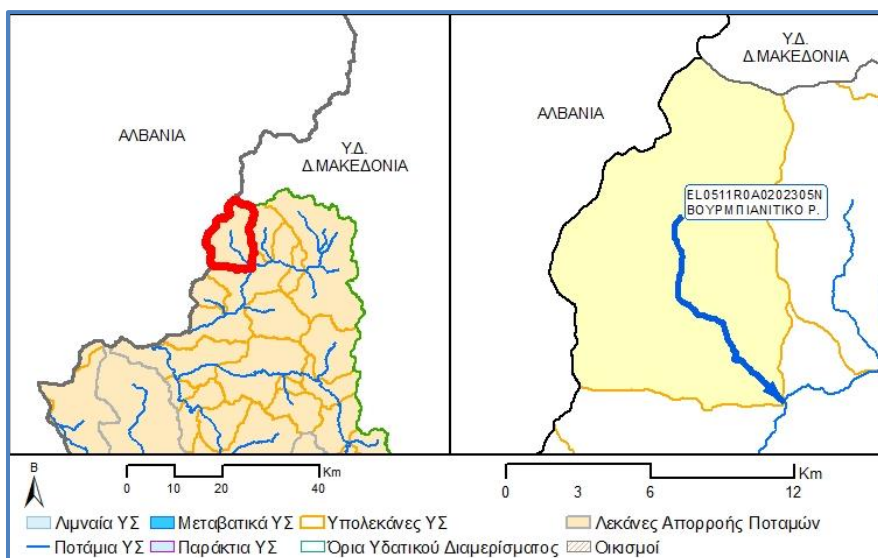 ΑΛΒΑΝΙΑ
Υ.Δ.
Δ.ΜΑΚΕΔΟΝΙΑ
Υ.Δ.
Δ.ΜΑΚΕΔΟΝΙΑ
ΑΛΒΑΝΙΑ
EL0511R0A0202305N
ΒΟΥΡΜΠΙΑΝΙΤΙΚΟ Ρ.
Β
Km
0 10 20 40
Km
0 3 6 12
Λιμναία ΥΣ Μεταβατικά ΥΣ Υπολεκάνες ΥΣ Λεκάνες Απορροής Ποταμών
Ποτάμια ΥΣ Παράκτια ΥΣ Όρια Υδατικού Διαμερίσματος Οικισμοί